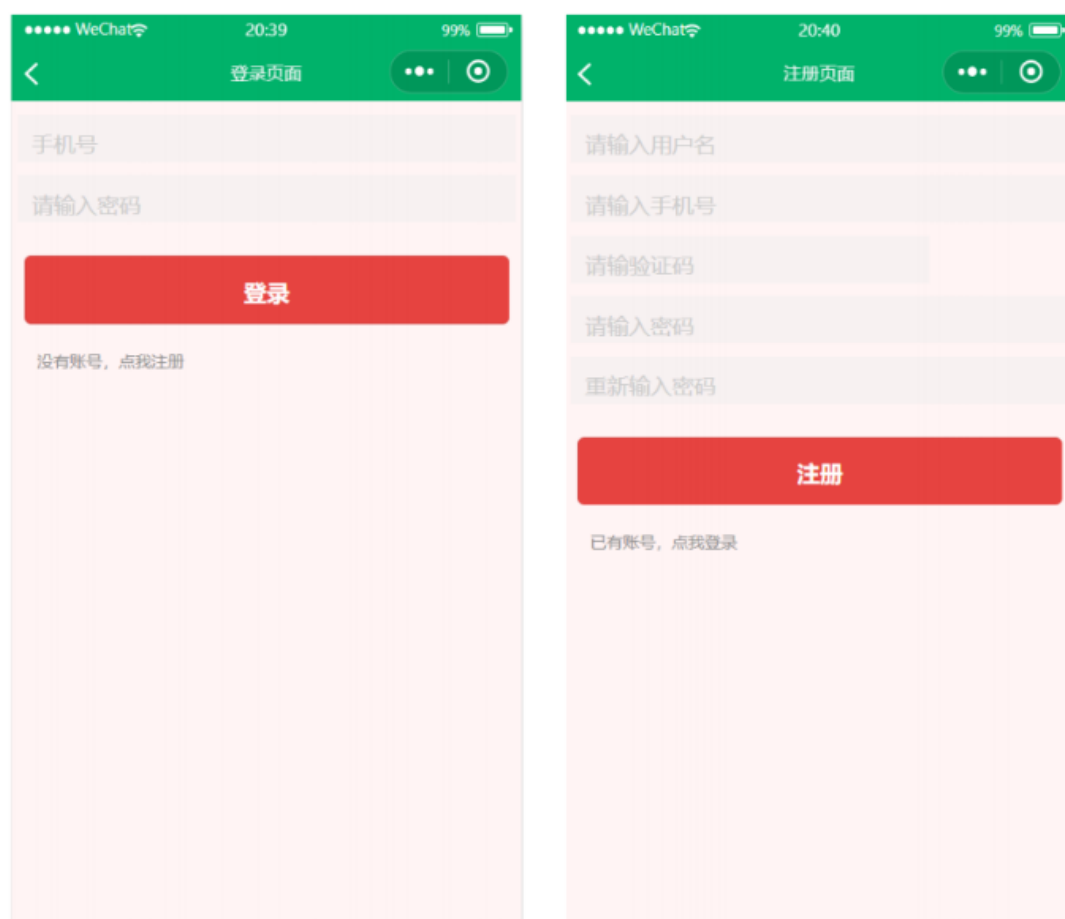 WeChat 20:39 99%
登录页面
手机号
请输入密码
登录
没有账号，点我注册
WeChat 20:40 99%
注册页面
请输入用户名
请输入手机号
请输验证码
请输入密码
重新输入密码
注册
已有账号，点我登录